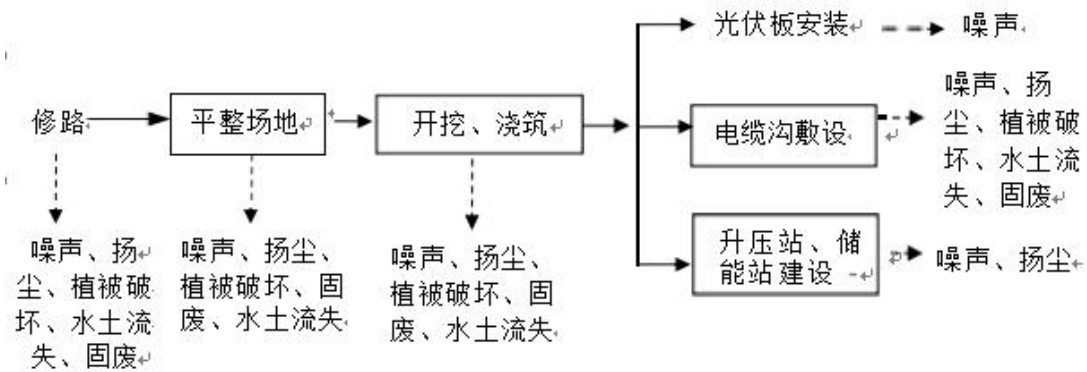 光伏板安装
噪声
修路
平整场地
开挖、浇筑
电缆沟敷设
噪声、扬
尘、植被破
坏、水土流
失、固废
升压站、储
能站建设
噪声、扬尘
噪声、扬
尘、植被破
坏、水土流
失、固废
噪声、扬尘、
植被破坏、固
废、水土流失
噪声、扬尘、
植被破坏、固
废、水土流失